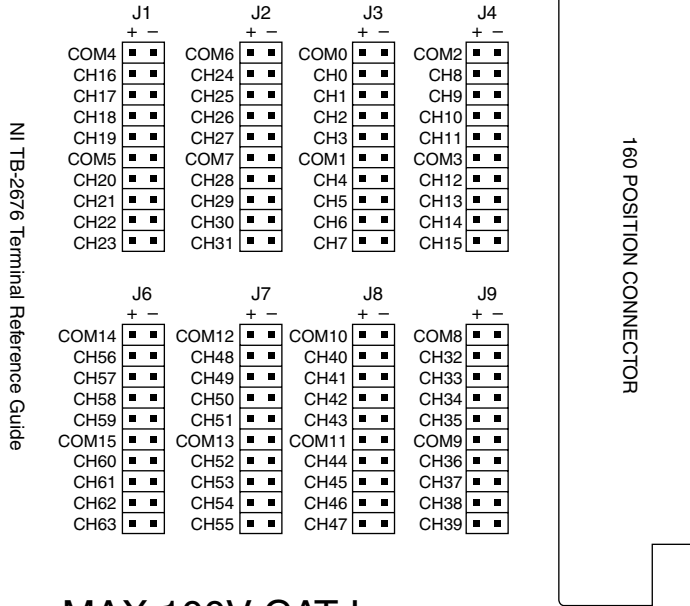 J1 J2 J3 J4
+ − + − + − + −
COM4 COM6 COM0 COM2
CH16 CH24 CH0 CH8
CH17 CH25 CH1 CH9
CH18 CH26 CH2 CH10
CH19 CH27 CH3 CH11
COM5 COM7 COM1 COM3
CH20 CH28 CH4 CH12
CH21 CH29 CH5 CH13
CH22 CH30 CH6 CH14
CH23 CH31 CH7 CH15
J6 J7 J8 J9
+ − + − + − + −
COM14 COM12 COM10 COM8
CH56 CH48 CH40 CH32
CH57 CH49 CH41 CH33
CH58 CH50 CH42 CH34
CH59 CH51 CH43 CH35
COM15 COM13 COM11 COM9
CH60 CH52 CH44 CH36
CH61 CH53 CH45 CH37
CH62 CH54 CH46 CH38
CH63 CH55 CH47 CH39
NI TB-2676 Terminal Reference Guide
160 POSITION CONNECTOR